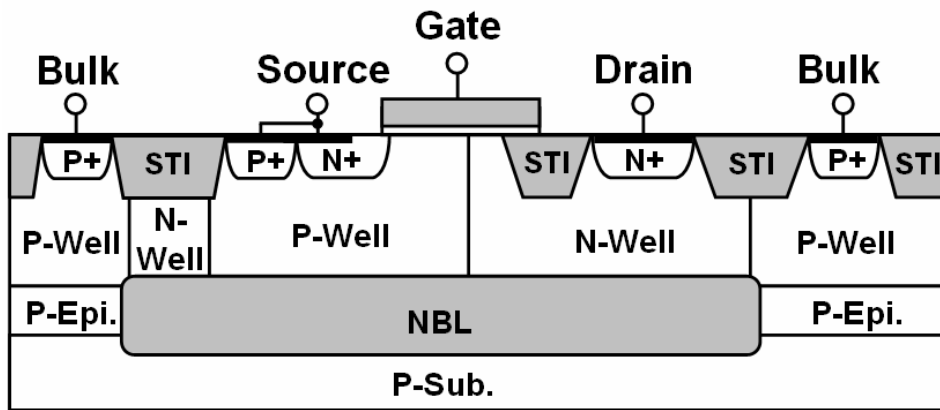 Gate
Bulk
Source
Drain
Bulk
P+
STI
P+
N+
STI
N+
STI
P+
STI
P-Well
N-
Well
P-Well
N-Well
P-Well
P-Epi.
NBL
P-Epi.
P-Sub.